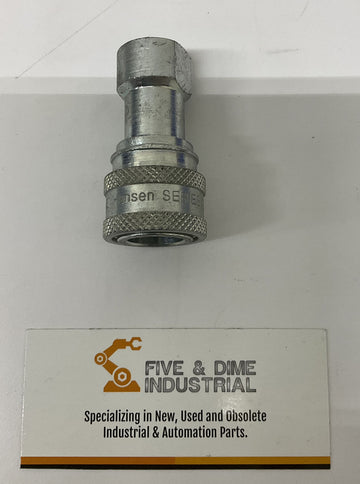 nsen SE
FIVE & DIME
INDUSTRIAL
Specializing in New, Used and Obsolete
Industrial & Automation Parts.